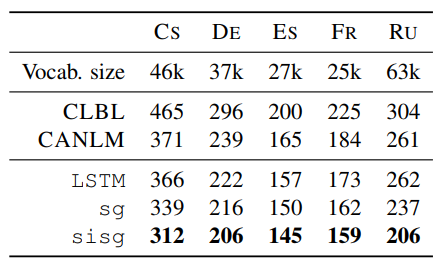 CS DE ES FR RU
Vocab. size 46k 37k 27k 25k 63k
CLBL 465 296 200 225 304
CANLM 371 239 165 184 261
LSTM 366 222 157 173 262
sg 339 216 150 162 237
sisg 312 206 145 159 206